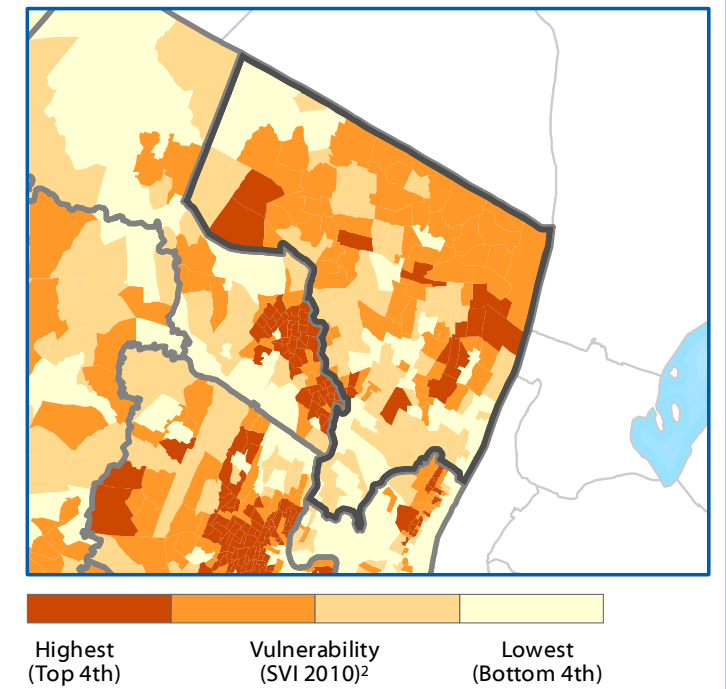 Highest
(Top 4th)
Vulnerability
(SVI 2010)²
Lowest
(Bottom 4th)